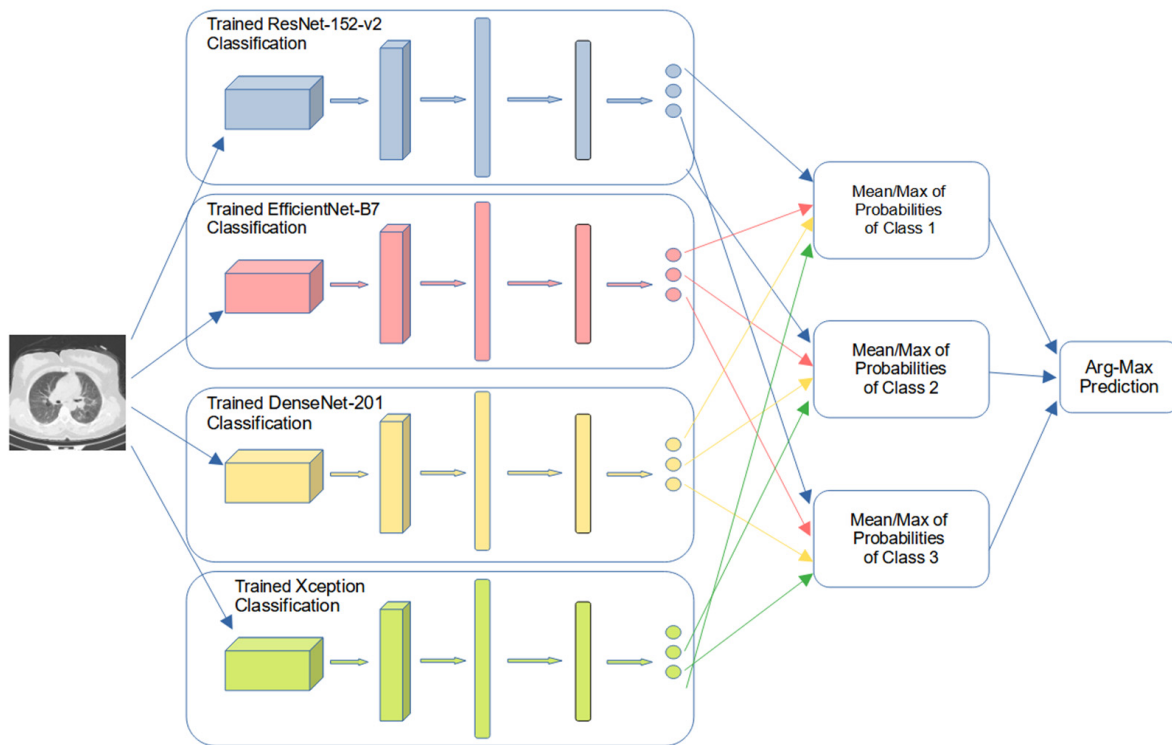 Trained ResNet-152-v2
Classification
Trained EfficientNet-B7
Classification
Trained DenseNet-201
Classification
Trained Xception
Classification
Mean/Max of
Probabilities
of Class 1
Mean/Max of
Probabilities
of Class 2
Mean/Max of
Probabilities
of Class 3
Arg-Max
Prediction